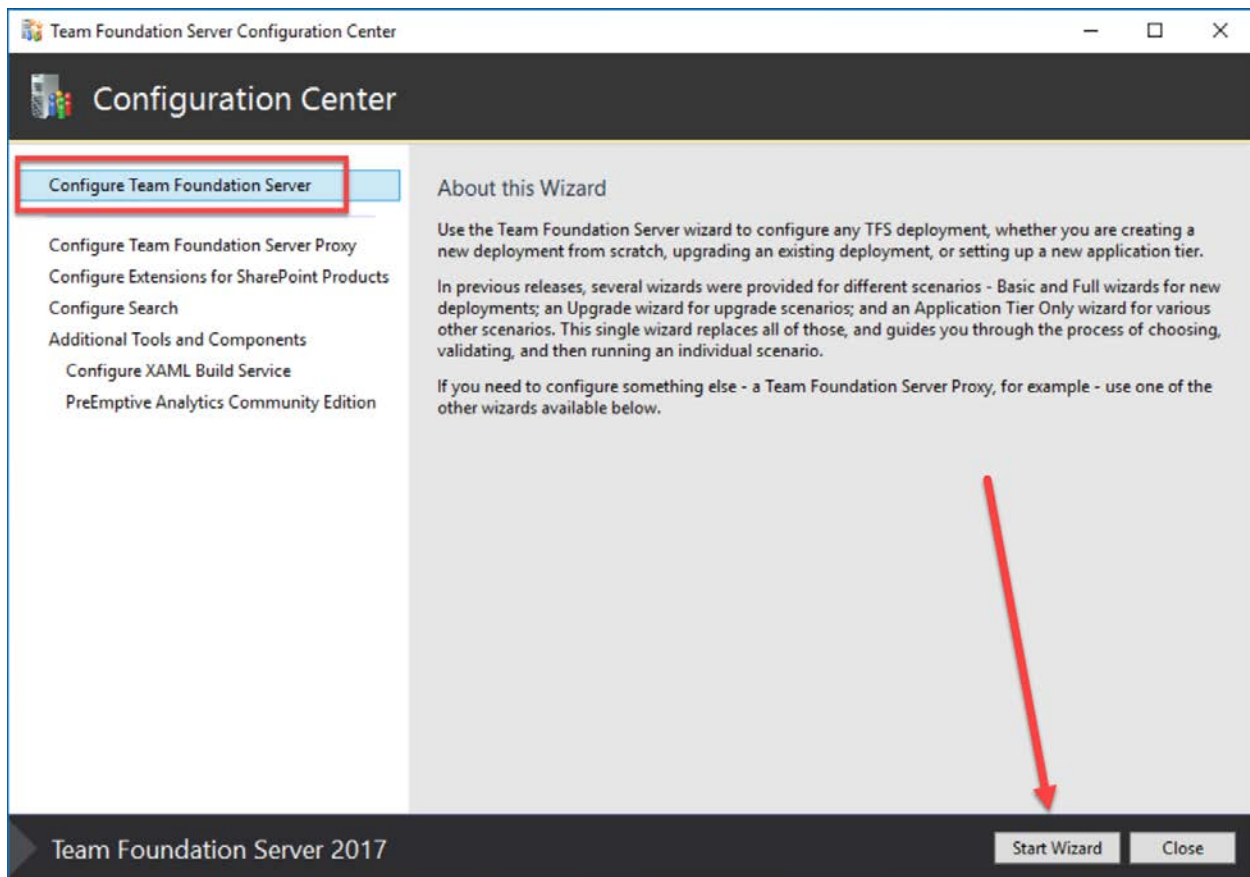 Team Foundation Server Configuration Center
Configuration Center
Configure Team Foundation Server
Configure Team Foundation Server Proxy
Configure Extensions for SharePoint Products
Configure Search
Additional Tools and Components
Configure XAML Build Service
PreEmptive Analytics Community Edition
About this Wizard
Use the Team Foundation Server wizard to configure any TFS deployment, whether you are creating a
new deployment from scratch, upgrading an existing deployment, or setting up a new application tier.
In previous releases, several wizards were provided for different scenarios - Basic and Full wizards for new
deployments; an Upgrade wizard for upgrade scenarios; and an Application Tier Only wizard for various
other scenarios. This single wizard replaces all of those, and guides you through the process of choosing,
validating, and then running an individual scenario.
If you need to configure something else - a Team Foundation Server Proxy, for example - use one of the
other wizards available below.
Team Foundation Server 2017
Start Wizard
Close